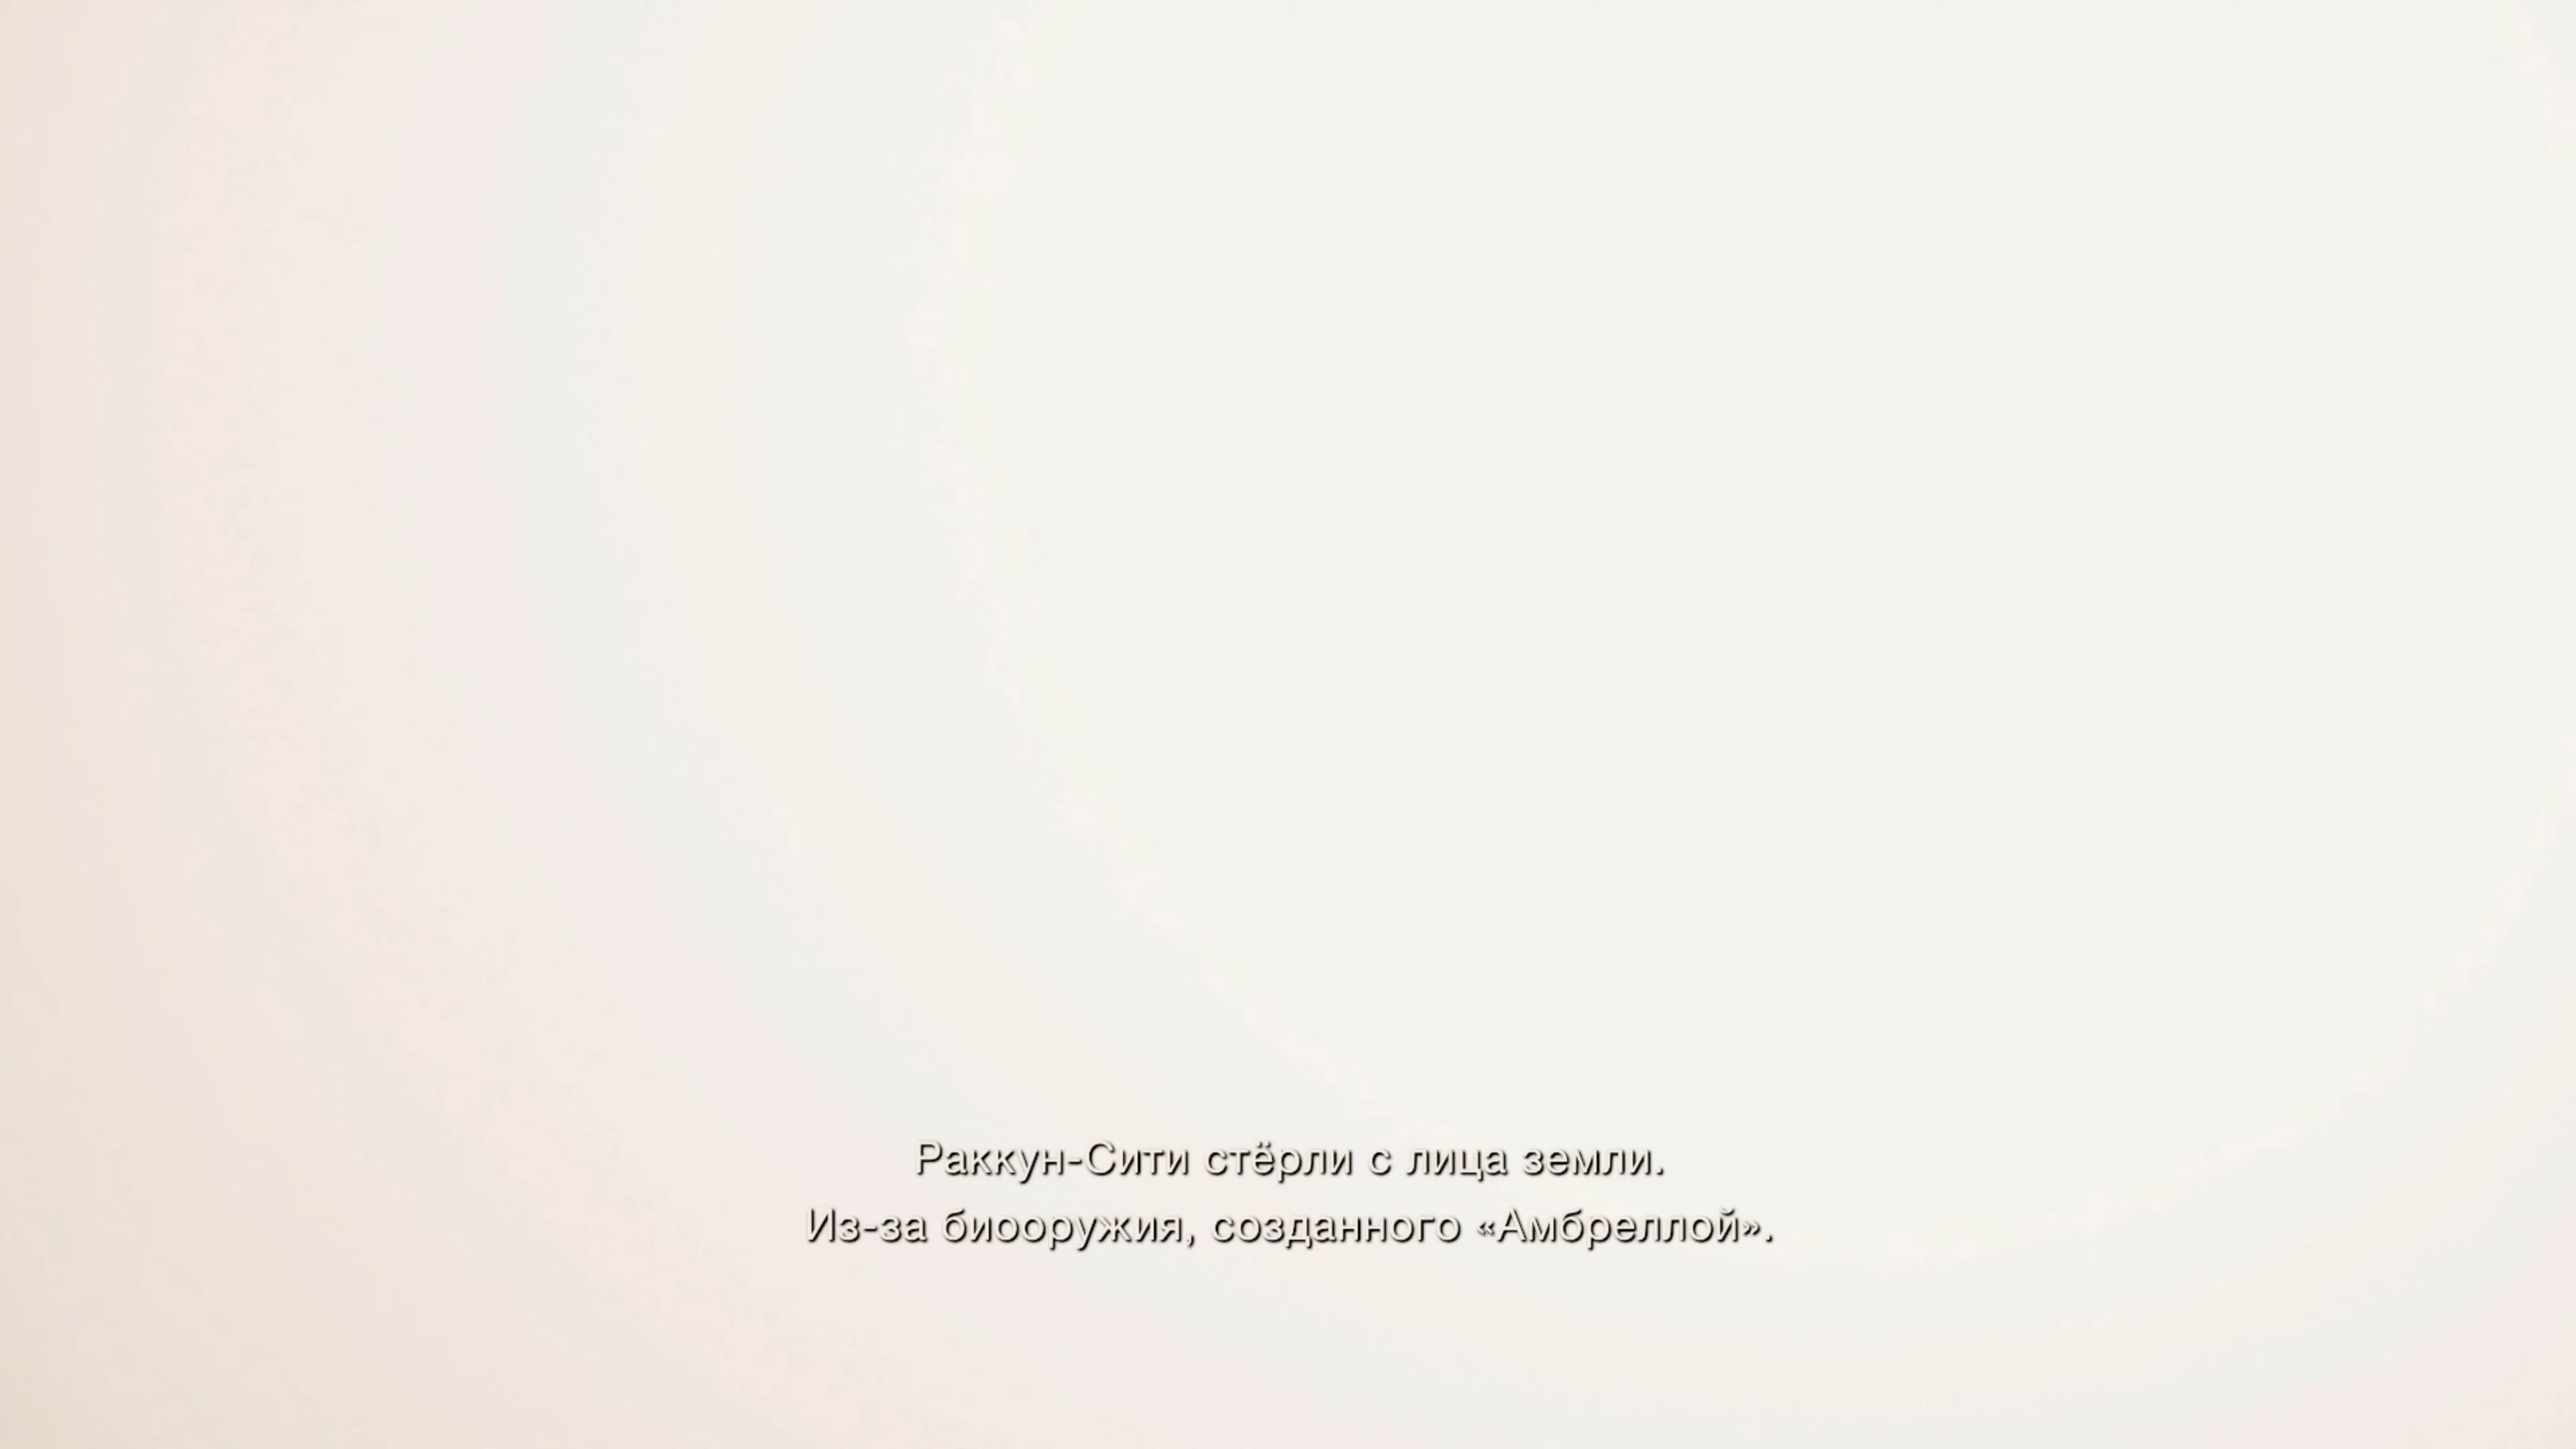 Раккун-Сити стёрли с лица земли.
Из-за биооружия, созданного «Амбреллой».